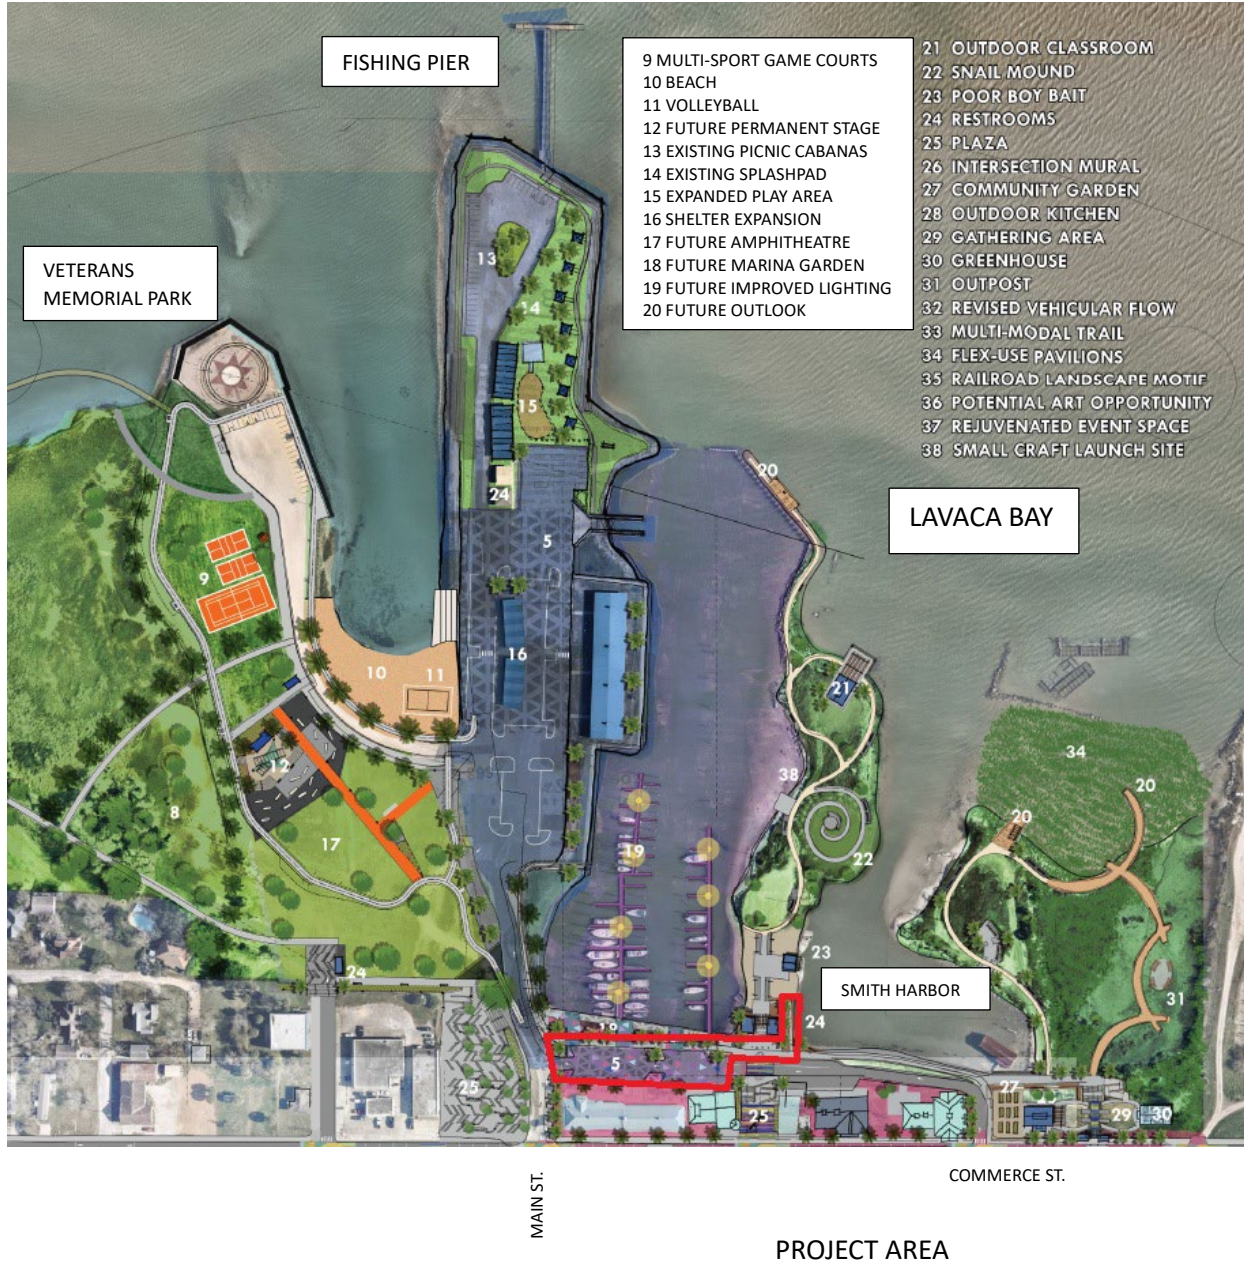 FISHING PIER
9 MULTI-SPORT GAME COURTS
10 BEACH
11 VOLLEYBALL
12 FUTURE PERMANENT STAGE
13 EXISTING PICNIC CABANAS
14 EXISTING SPLASHPAD
15 EXPANDED PLAY AREA
16 SHELTER EXPANSION
17 FUTURE AMPHITHEATRE
18 FUTURE MARINA GARDEN
19 FUTURE IMPROVED LIGHTING
20 FUTURE OUTLOOK
21 OUTDOOR CLASSROOM
22 SNAIL MOUND
23 POOR BOY BAIT
24 RESTROOMS
25 PLAZA
26 INTERSECTION MURAL
27 COMMUNITY GARDEN
28 OUTDOOR KITCHEN
29 GATHERING AREA
30 GREENHOUSE
31 OUTPOST
32 REVISED VEHICULAR FLOW
33 MULTI-MODAL TRAIL
34 FLEX-USE PAVILIONS
35 RAILROAD LANDSCAPE MOTIF
36 POTENTIAL ART OPPORTUNITY
37 REJUVENATED EVENT SPACE
38 SMALL CRAFT LAUNCH SITE
VETERANS
MEMORIAL PARK
13
14
15
20
24
LAVACA BAY
5
9
16
10
11
21
34
12
38
20
20
8
17
19
22
23
24
31
SMITH HARBOR
18
24
5
25
25
27
29
30
MAIN ST.
COMMERCE ST.
PROJECT AREA